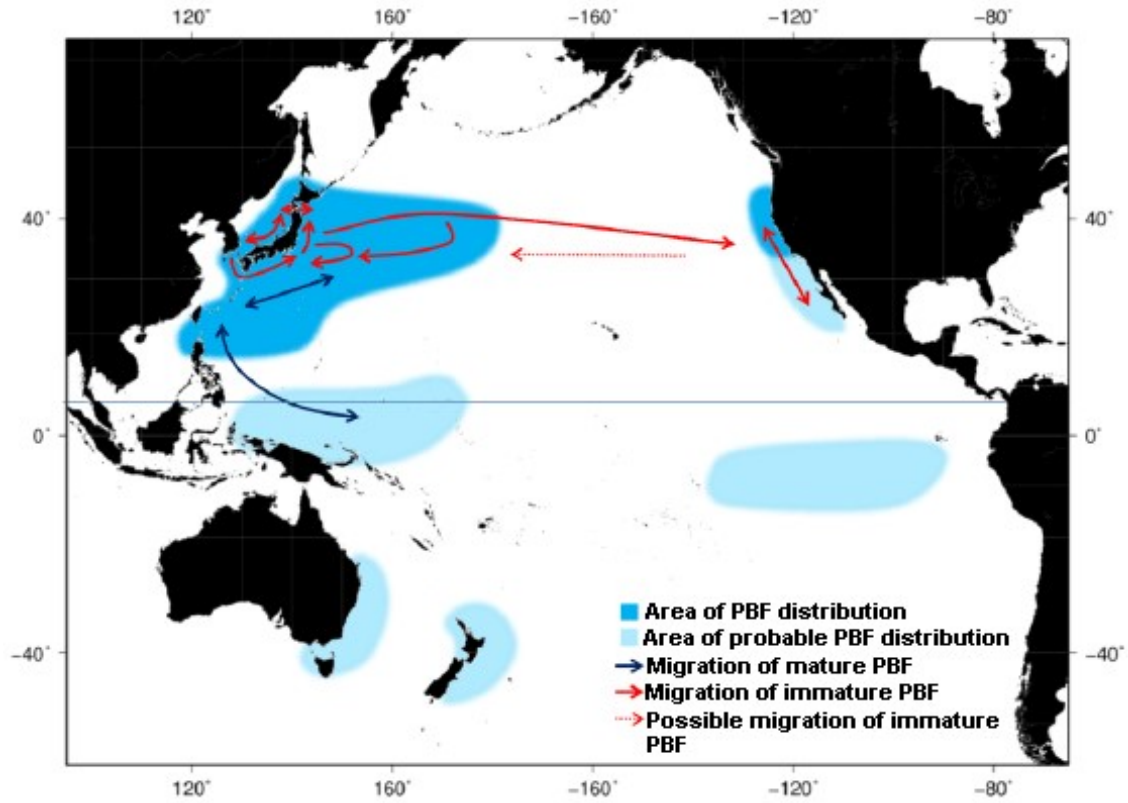 120° 160° −160° −120° −80°
40° 40°
0° 0°
Area of PBF distribution
Area of probable PBF distribution
−40° Migration of mature PBF −40°
Migration of immature PBF
Possible migration of immature
PBF
120° 160° −160° −120° −80°